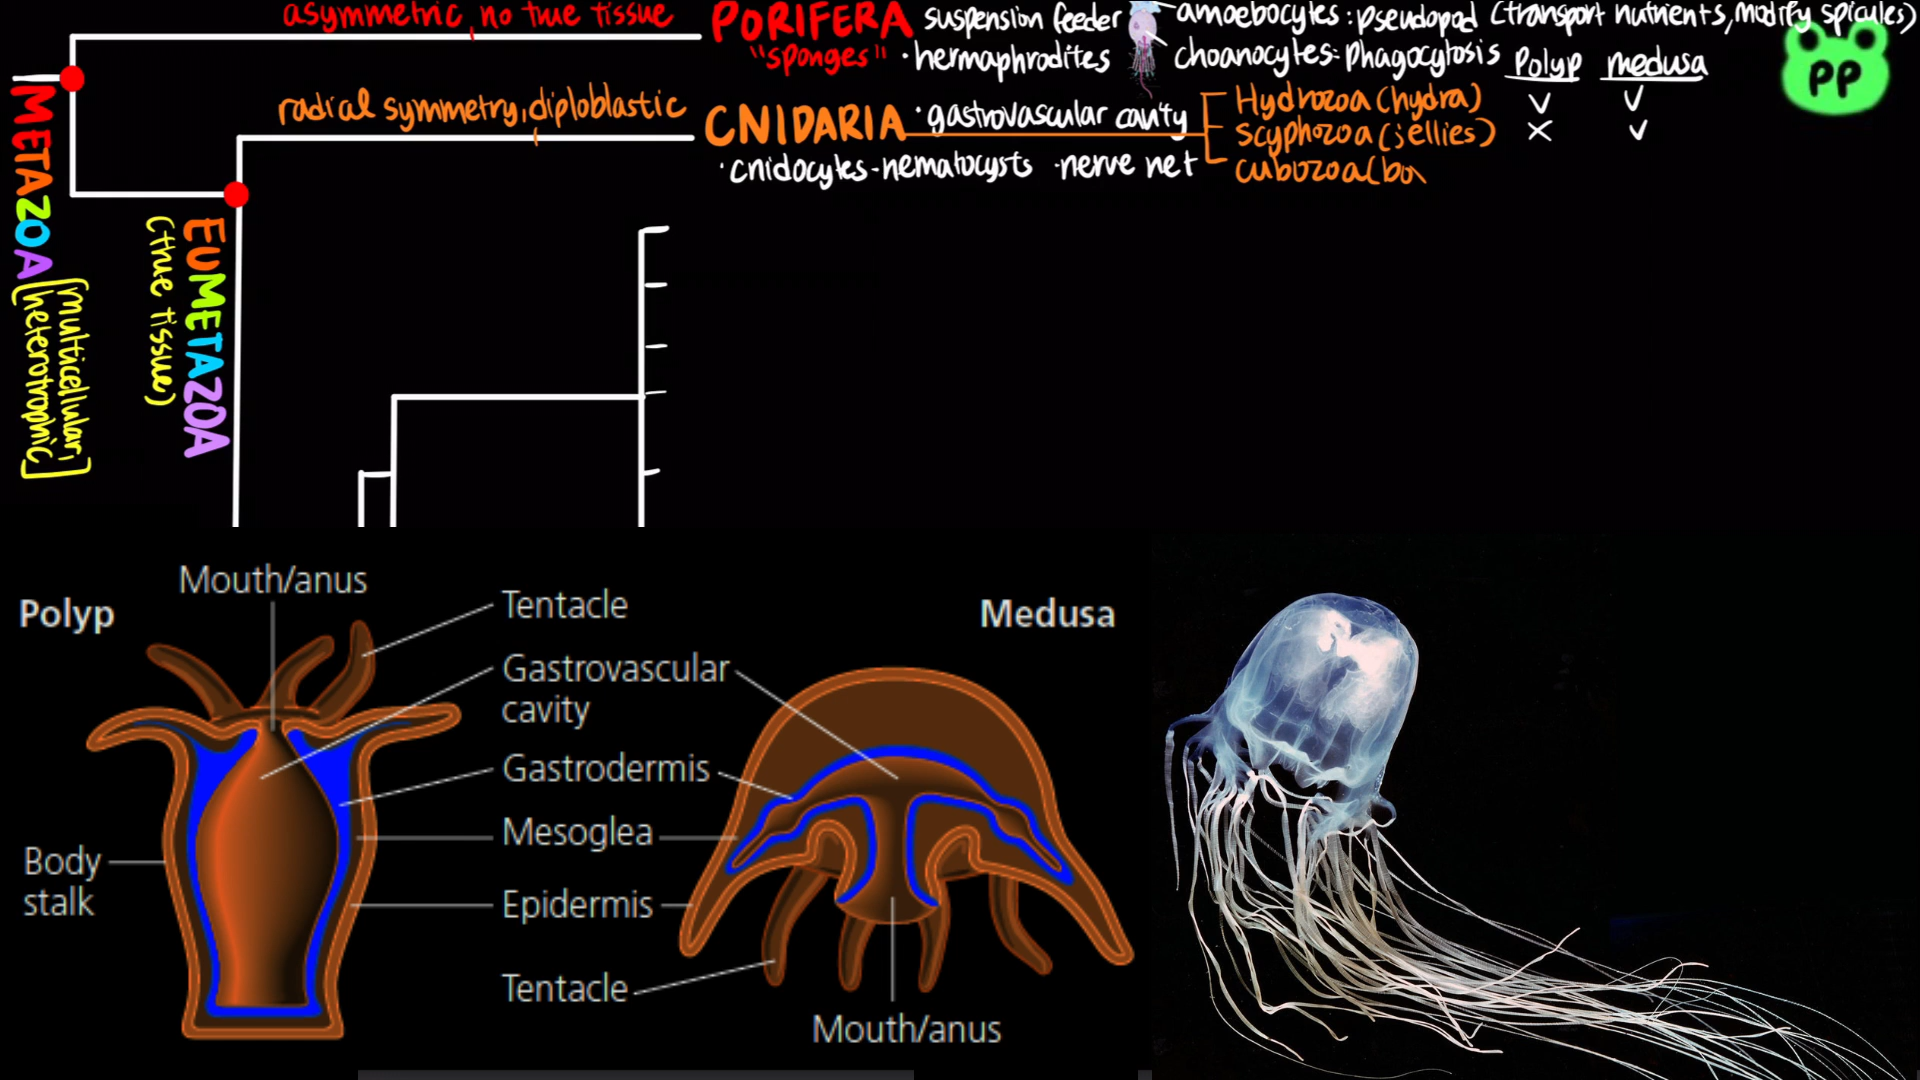 asymmetric, no true tissue
PORIFERA
"sponges"
suspension feeder
· hermaphrodites
amoebocytes: pseudopod (transport nutrients, modify spicules)
choanocytes: phagocytosis
Polyp medusa
PP
radial symmetry, diploblastic
CNIDARIA
· gastrovascular cavity
· cnidocytes-nematocysts · nerve net
Hydrozoa (hydra) V V
Scyphozoa (jellies) X V
cubozoa (box
METAZOA
[multicellular,
heterotrophic]
EUMETAZOA
(true tissue)
Polyp
Mouth/anus
Tentacle
Gastrovascular
cavity
Gastrodermis
Mesoglea
Body
stalk
Epidermis
Tentacle
Medusa
Mouth/anus